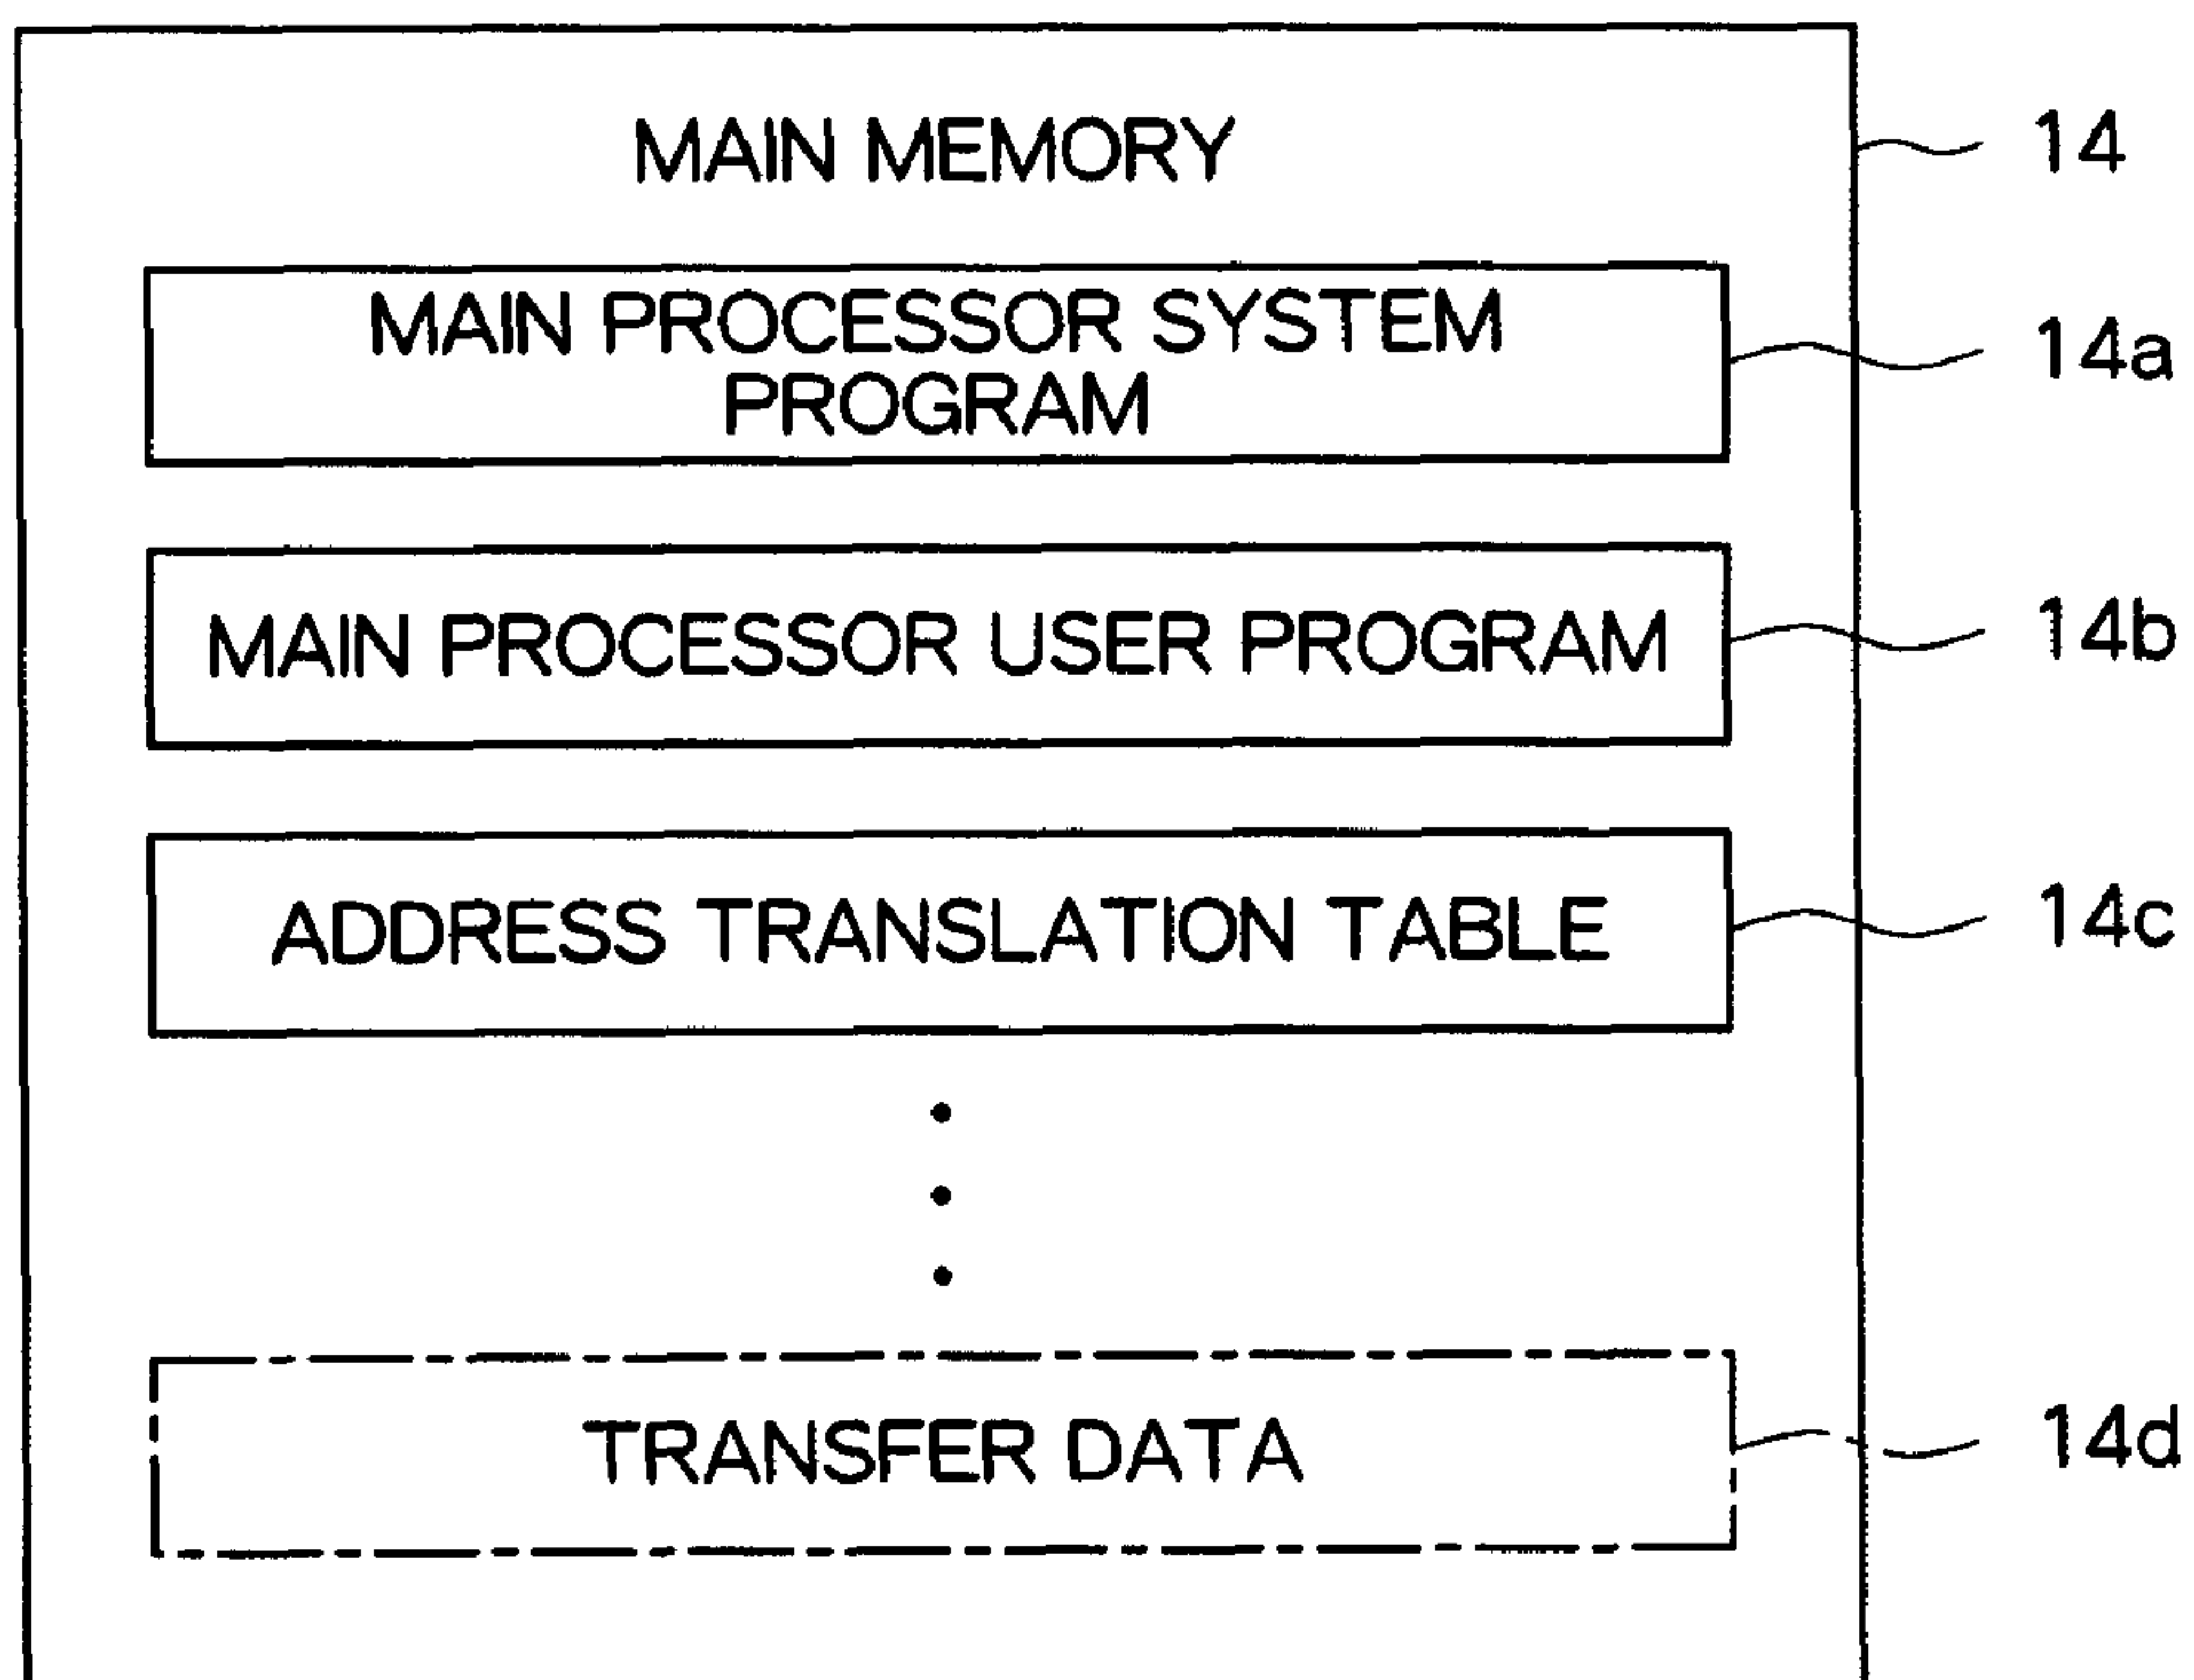 MAIN MEMORY
14
MAIN PROCESSOR SYSTEM
PROGRAM
14a
MAIN PROCESSOR USER PROGRAM
14b
ADDRESS TRANSLATION TABLE
14c
TRANSFER DATA
14d